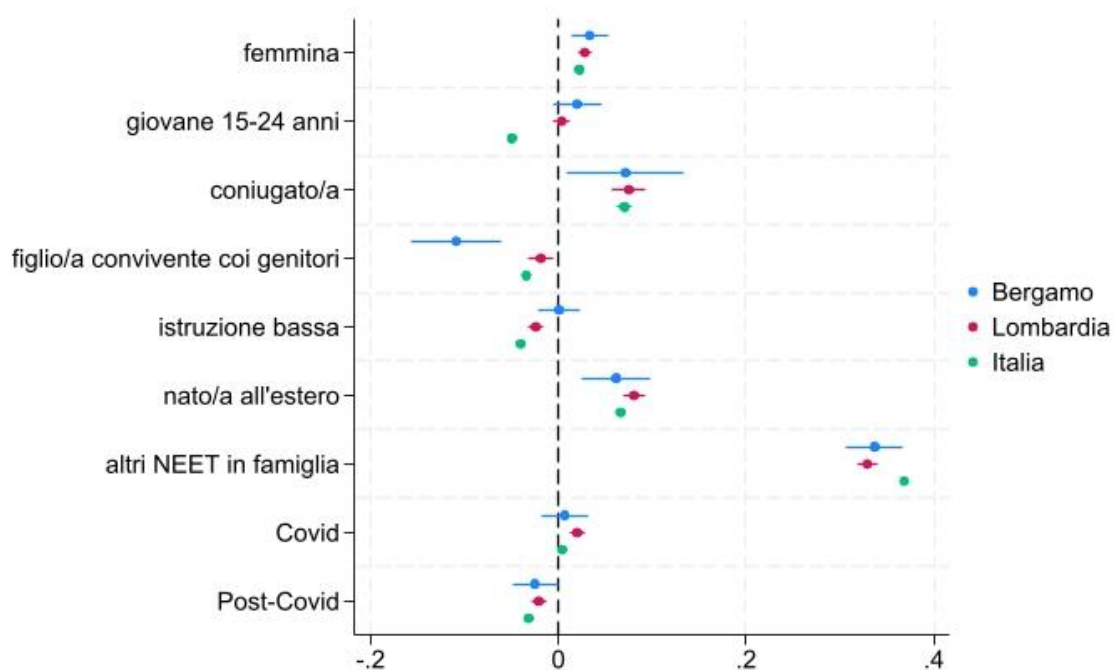 femmina
giovane 15-24 anni
coniugato/a
figlio/a convivente coi genitori
istruzione bassa
nato/a all'estero
altri NEET in famiglia
Covid
Post-Covid
-.2
0
.2
.4
Bergamo
Lombardia
Italia